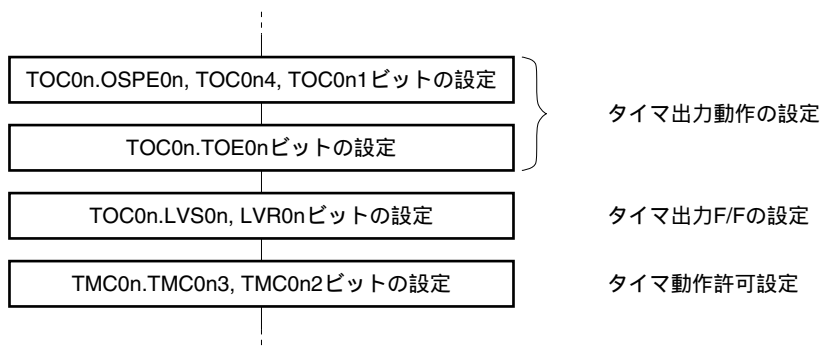 TOC0n.OSPE0n, TOC0n4, TOC0n1ビットの設定
タイマ出力動作の設定
TOC0n.TOE0nビットの設定
TOC0n.LVS0n, LVR0nビットの設定
タイマ出力F/Fの設定
TMC0n.TMC0n3, TMC0n2ビットの設定
タイマ動作許可設定